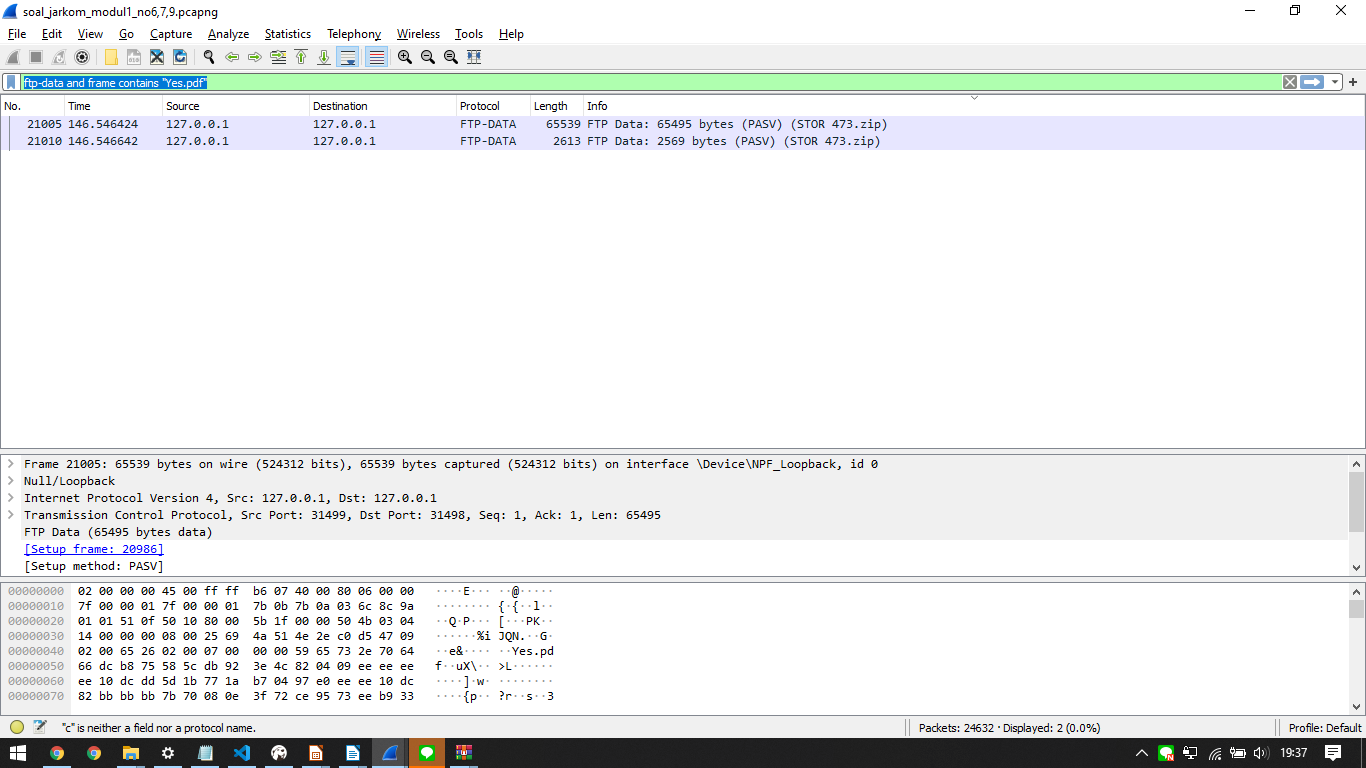 soal_jarkom_modul1_no6,7,9.pcapng
File Edit View Go Capture Analyze Statistics Telephony Wireless Tools Help
ftp-data and frame contains "Yes.pdf"
No. Time Source Destination Protocol Length Info
21005 146.546424 127.0.0.1 127.0.0.1 FTP-DATA 65539 FTP Data: 65495 bytes (PASV) (STOR 473.zip)
21010 146.546642 127.0.0.1 127.0.0.1 FTP-DATA 2613 FTP Data: 2569 bytes (PASV) (STOR 473.zip)
Frame 21005: 65539 bytes on wire (524312 bits), 65539 bytes captured (524312 bits) on interface \Device\NPF_Loopback, id 0
Null/Loopback
Internet Protocol Version 4, Src: 127.0.0.1, Dst: 127.0.0.1
Transmission Control Protocol, Src Port: 31499, Dst Port: 31498, Seq: 1, Ack: 1, Len: 65495
FTP Data (65495 bytes data)
[Setup frame: 20986]
[Setup method: PASV]
00000000 02 00 00 00 45 00 ff ff b6 07 40 00 80 06 00 00 ····E··· ··@·····
00000010 7f 00 00 01 7f 00 00 01 7b 0b 7b 0a 03 6c 8c 9a ········ {·{··l··
00000020 01 01 51 0f 50 10 80 00 5b 1f 00 00 50 4b 03 04 ··Q·P··· [···PK··
00000030 14 00 00 00 08 00 25 69 4a 51 4e 2e c0 d5 47 09 ······%i JQN.··G·
00000040 02 00 65 26 02 00 07 00 00 00 59 65 73 2e 70 64 ··e&···· ··Yes.pd
00000050 66 dc b8 75 58 5c db 92 3e 4c 82 04 09 ee ee ee f··uX\·· >L······
00000060 ee 10 dc dd 5d 1b 77 1a b7 04 97 e0 ee ee 10 dc ····]·w· ········
00000070 82 bb bb bb 7b 70 08 0e 3f 72 ce 95 73 ee b9 33 ····{p·· ?r··s··3
"c" is neither a field nor a protocol name. Packets: 24632 · Displayed: 2 (0.0%) Profile: Default
19:37